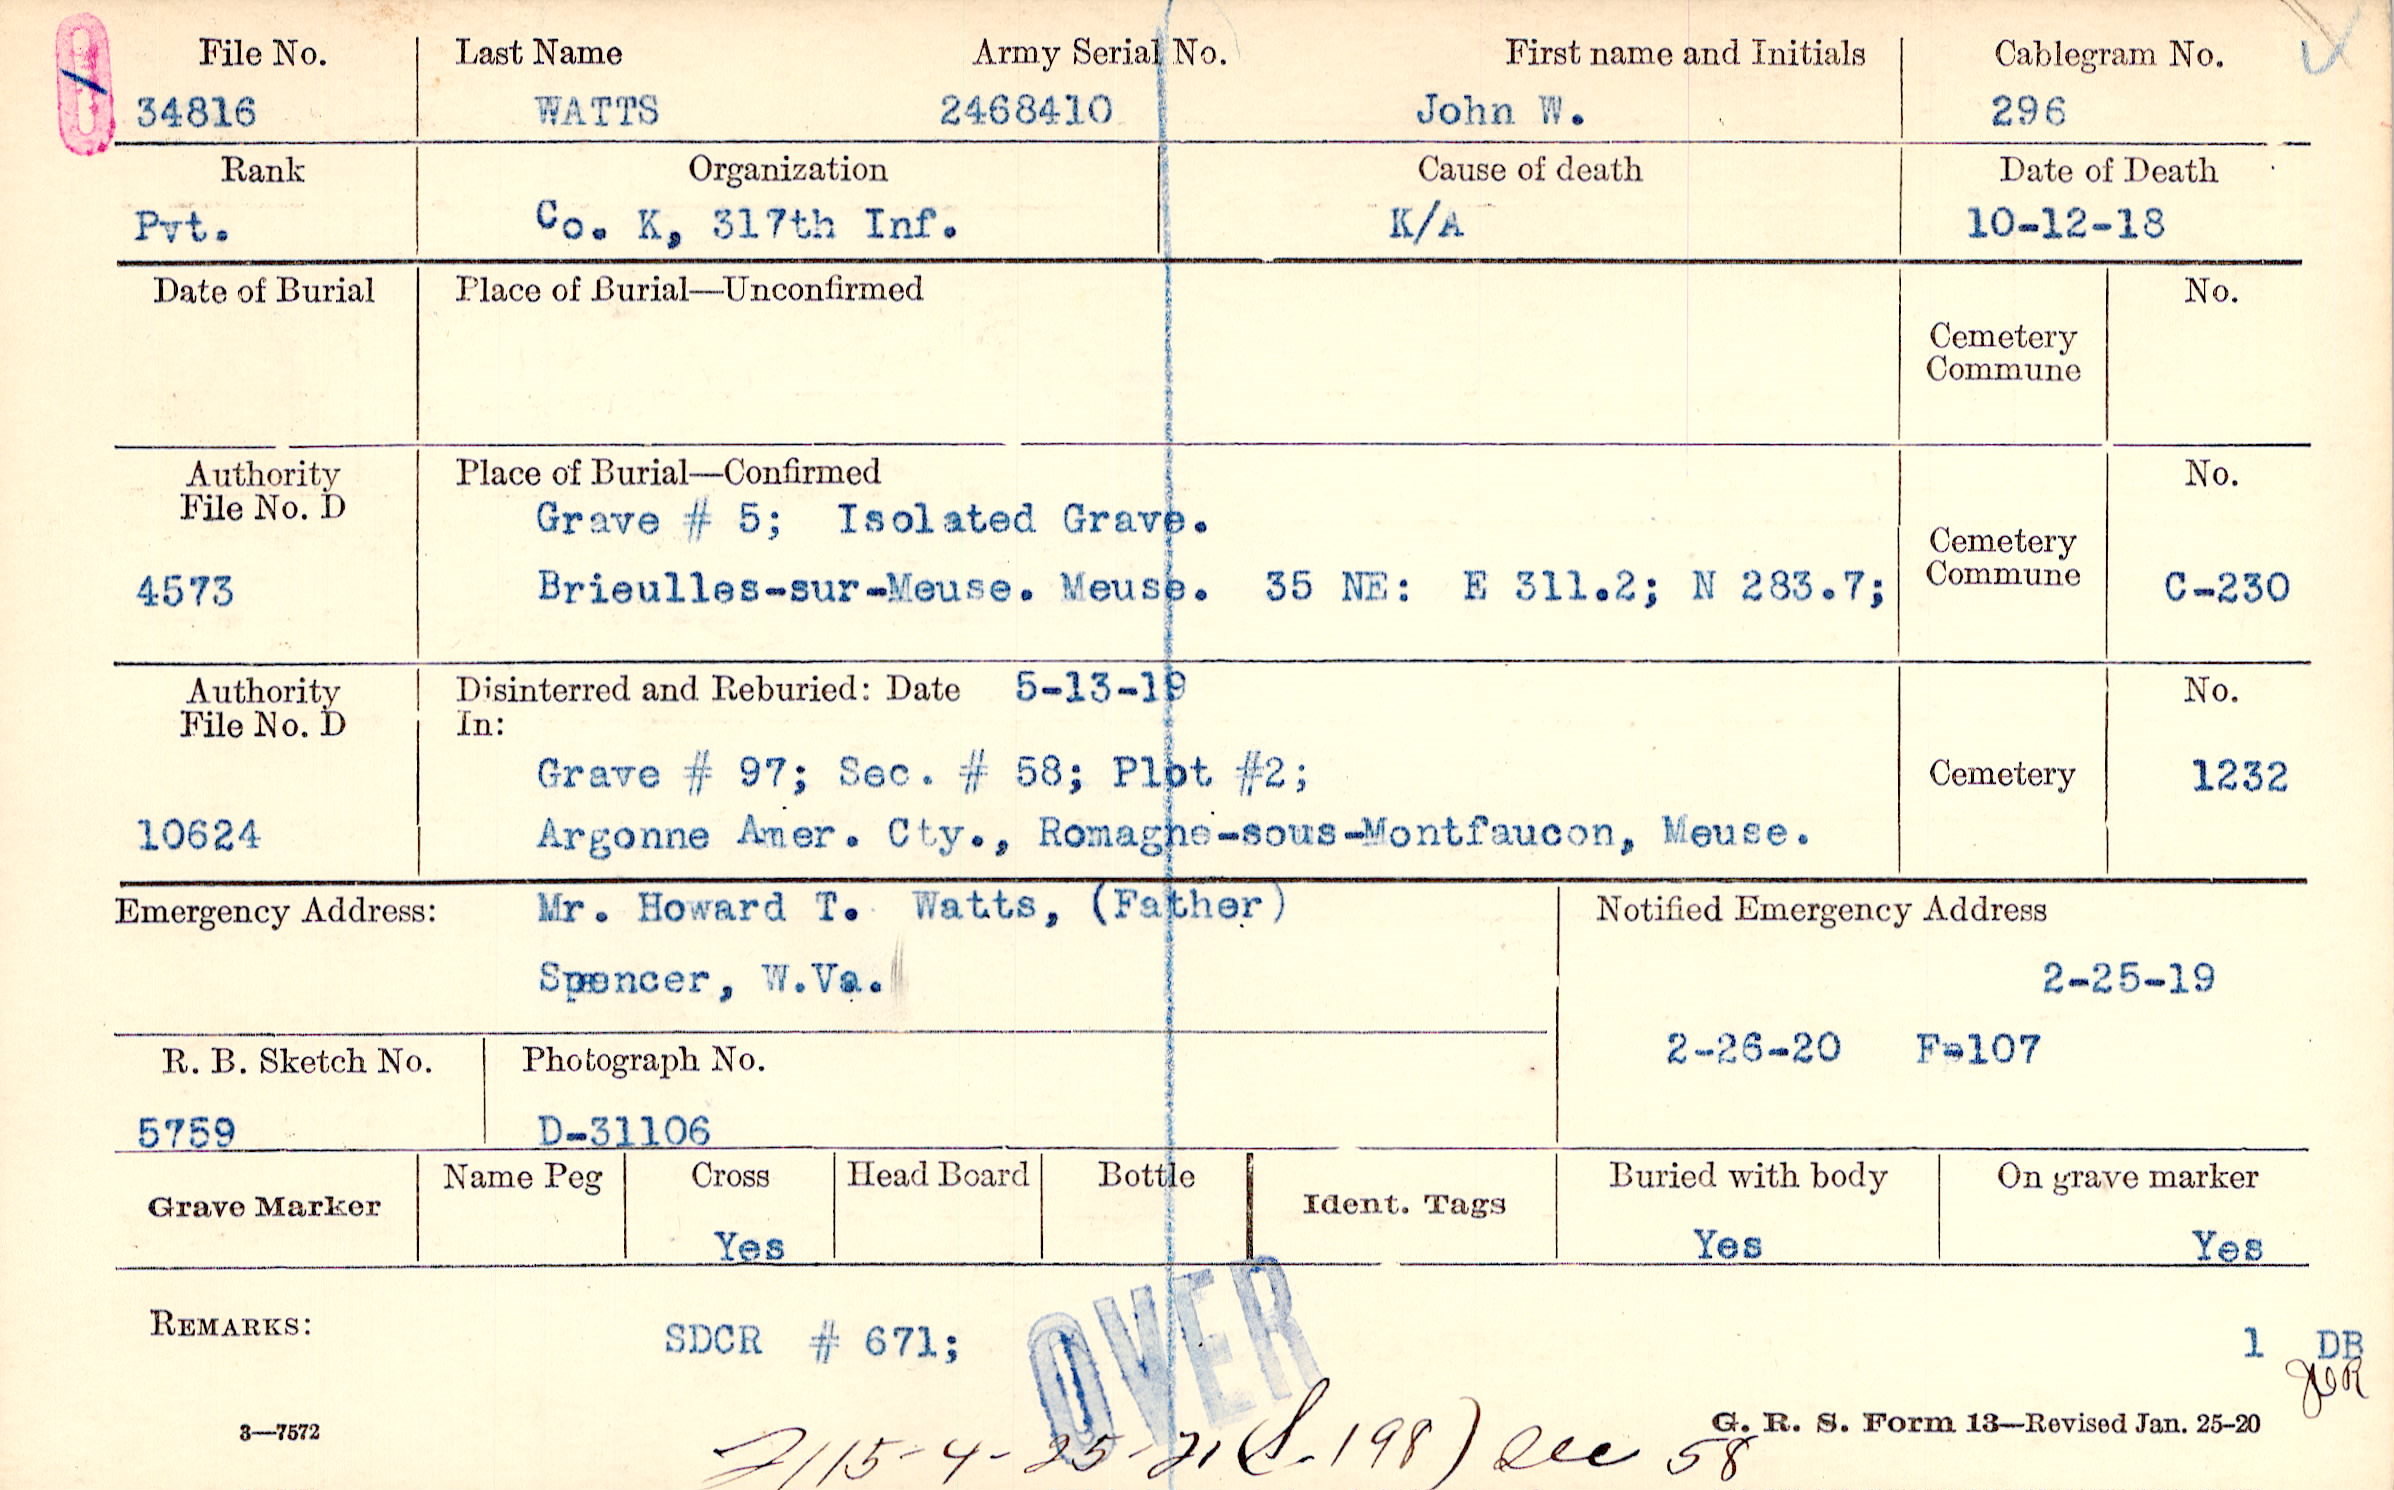 File No. Last Name Army Serial No. First name and Initials Cablegram No.
34816 WATTS 2468410 John W. 296
Rank Organization Cause of death Date of Death
Pvt. Co. K, 317th Inf. K/A 10-12-18
Date of Burial Place of Burial—Unconfirmed No.
Cemetery
Commune
Authority Place of Burial—Confirmed No.
File No. D
Grave # 5; Isolated Grave.
Cemetery
Commune
4573 Brieulles-sur-Meuse. Meuse. 35 NE: E 311.2; N 283.7; C-230
Authority Disinterred and Reburied: Date 5-13-19 No.
File No. D In:
Grave # 97; Sec. # 58; Plot #2; Cemetery 1232
10624 Argonne Amer. Cty., Romagne-sous-Montfaucon, Meuse.
Emergency Address: Mr. Howard T. Watts, (Father) Notified Emergency Address
Spencer, W.Va. 2-25-19
2-26-20 F-107
R. B. Sketch No. Photograph No.
5759 D-31106
Grave Marker Name Peg Cross Head Board Bottle Ident. Tags Buried with body On grave marker
Yes Yes Yes
REMARKS: SDCR # 671; 1 DB
OVER
3—7572 G. R. S. Form 13—Revised Jan. 25-20
4-25-21 (S-198) Sec 58